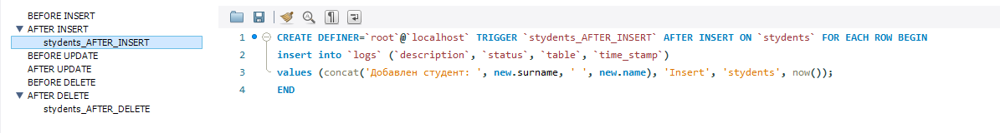 BEFORE INSERT
AFTER INSERT
stydents_AFTER_INSERT
BEFORE UPDATE
AFTER UPDATE
BEFORE DELETE
AFTER DELETE
stydents_AFTER_DELETE
1 CREATE DEFINER=`root`@`localhost` TRIGGER `stydents_AFTER_INSERT` AFTER INSERT ON `stydents` FOR EACH ROW BEGIN
2 insert into `logs` (`description`, `status`, `table`, `time_stamp`)
3 values (concat('Добавлен студент: ', new.surname, ' ', new.name), 'Insert', 'stydents', now());
4 END